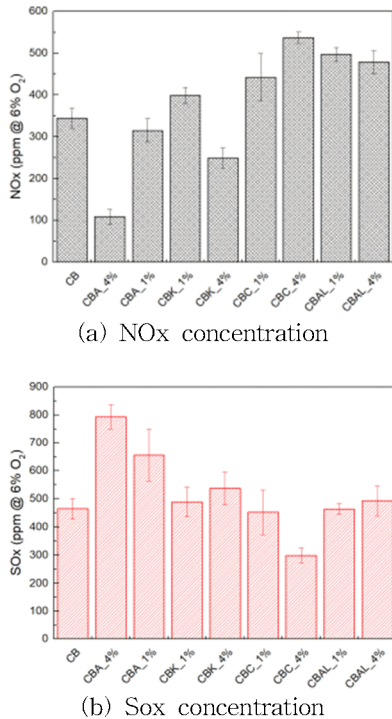 600
500
400
300
200
100
0
NOx (ppm @ 6% O₂)
CB
CBA_4%
CBA_1%
CBK_1%
CBK_4%
CBC_1%
CBC_4%
CBAL_1%
CBAL_4%
(a) NOx concentration
900
800
700
600
500
400
300
200
100
0
SOx (ppm @ 6% O₂)
CB
CBA_4%
CBA_1%
CBK_1%
CBK_4%
CBC_1%
CBC_4%
CBAL_1%
CBAL_4%
(b) Sox concentration